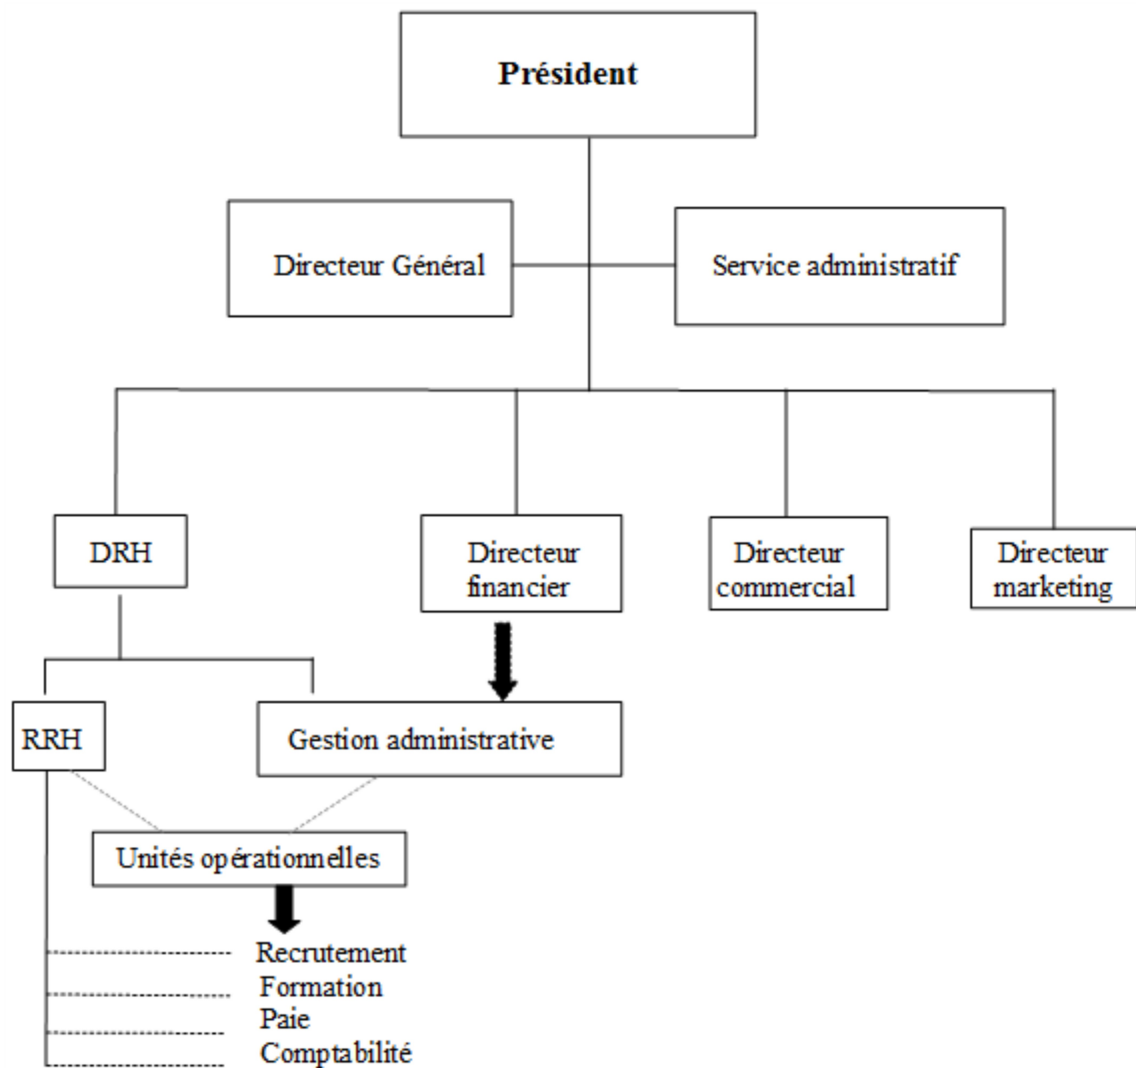 Président
Directeur Général
Service administratif
DRH
Directeur
financier
Directeur
commercial
Directeur
marketing
RRH
Gestion administrative
Unités opérationnelles
Recrutement
Formation
Paie
Comptabilité